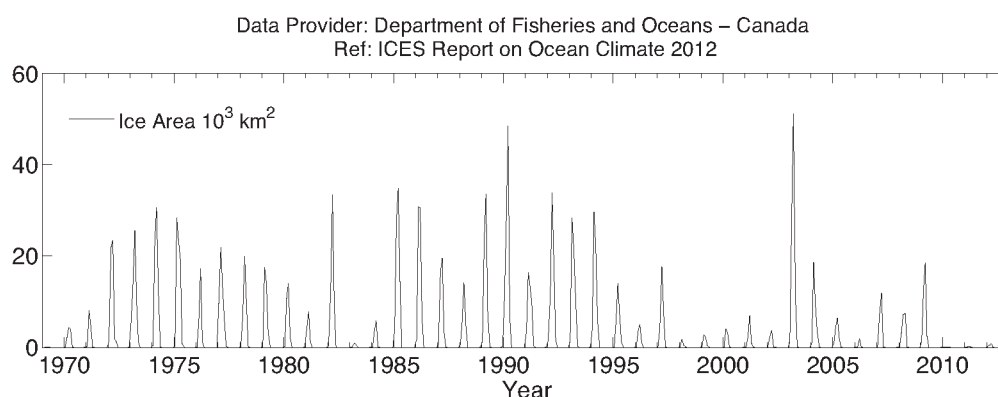 Data Provider: Department of Fisheries and Oceans – Canada
Ref: ICES Report on Ocean Climate 2012
60
Ice Area 10³ km²
40
20
0
1970 1975 1980 1985 1990 1995 2000 2005 2010
Year